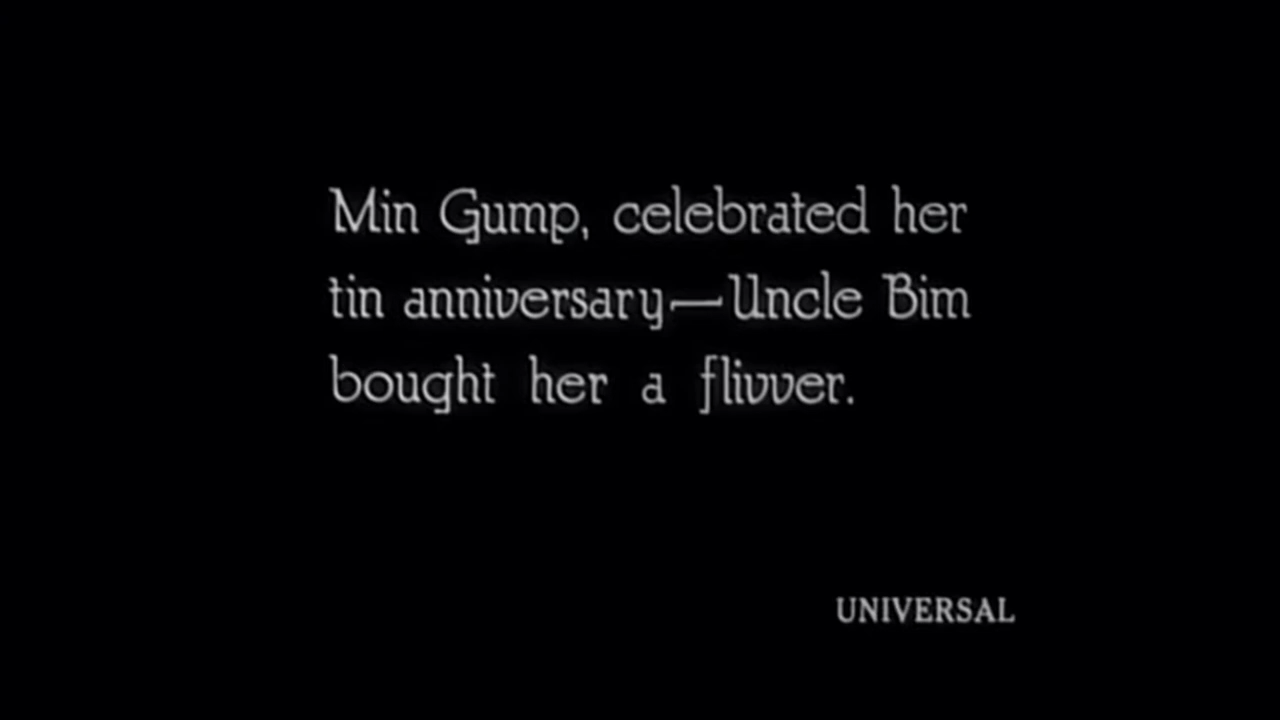 Min Gump, celebrated her
tin anniversary—Uncle Bim
bought her a flivver.
UNIVERSAL